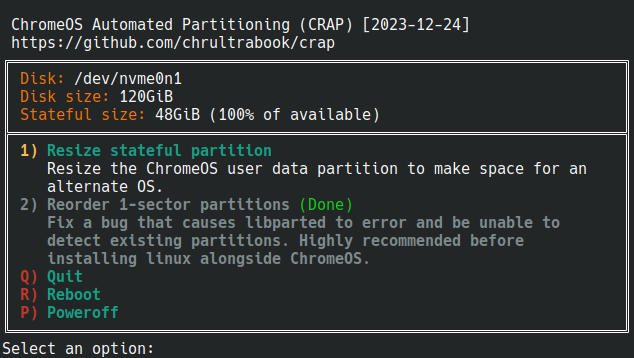 ChromeOS Automated Partitioning (CRAP) [2023-12-24]
https://github.com/chrultrabook/crap
Disk: /dev/nvme0n1
Disk size: 120GiB
Stateful size: 48GiB (100% of available)
1) Resize stateful partition
Resize the ChromeOS user data partition to make space for an
alternate OS.
2) Reorder 1-sector partitions (Done)
Fix a bug that causes libparted to error and be unable to
detect existing partitions. Highly recommended before
installing linux alongside ChromeOS.
Q) Quit
R) Reboot
P) Poweroff
Select an option: